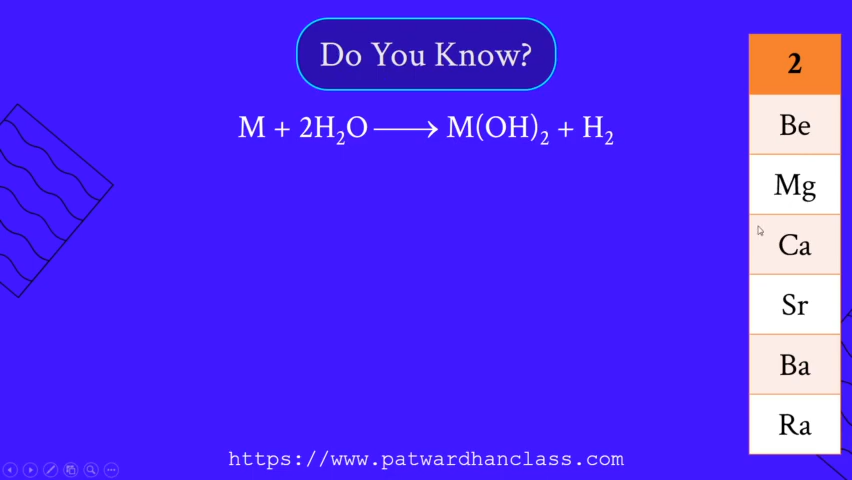 Do You Know?
M + 2H₂O ⟶ M(OH)₂ + H₂
2
Be
Mg
Ca
Sr
Ba
Ra
https://www.patwardhanclass.com